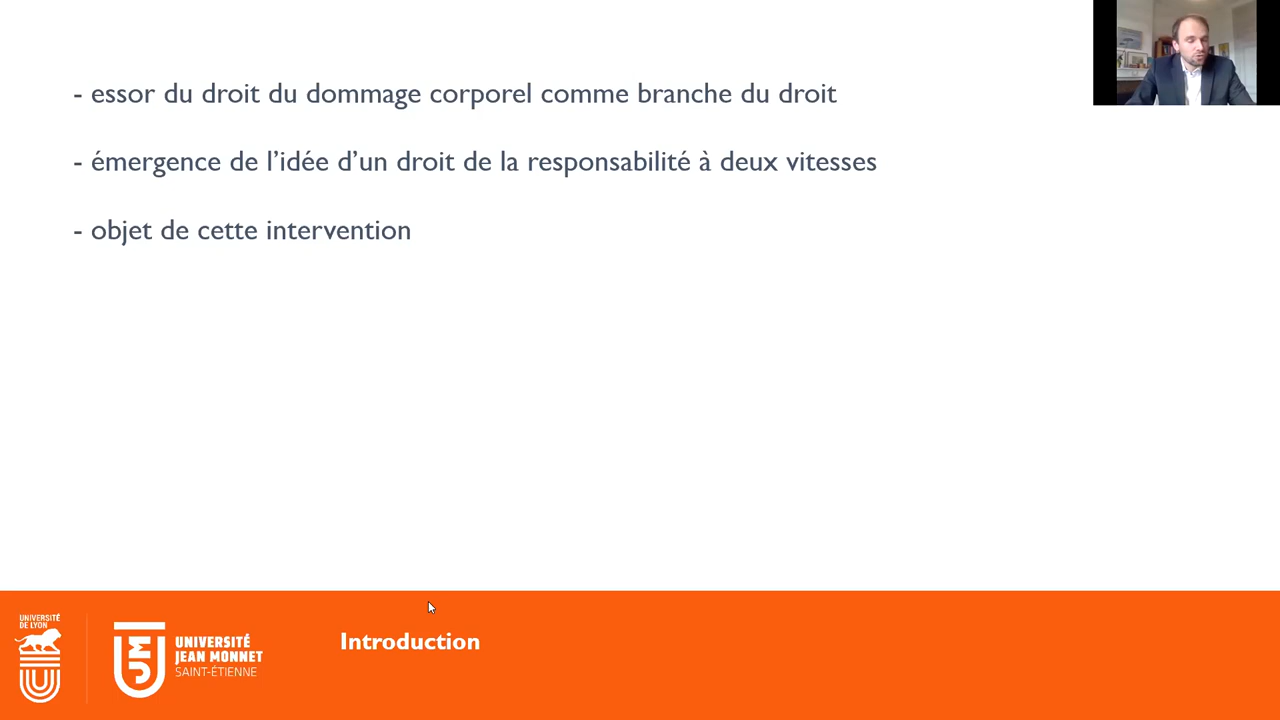 - essor du droit du dommage corporel comme branche du droit
- émergence de l’idée d’un droit de la responsabilité à deux vitesses
- objet de cette intervention
UNIVERSITÉ
DE LYON
UNIVERSITÉ
JEAN MONNET
SAINT-ÉTIENNE
Introduction